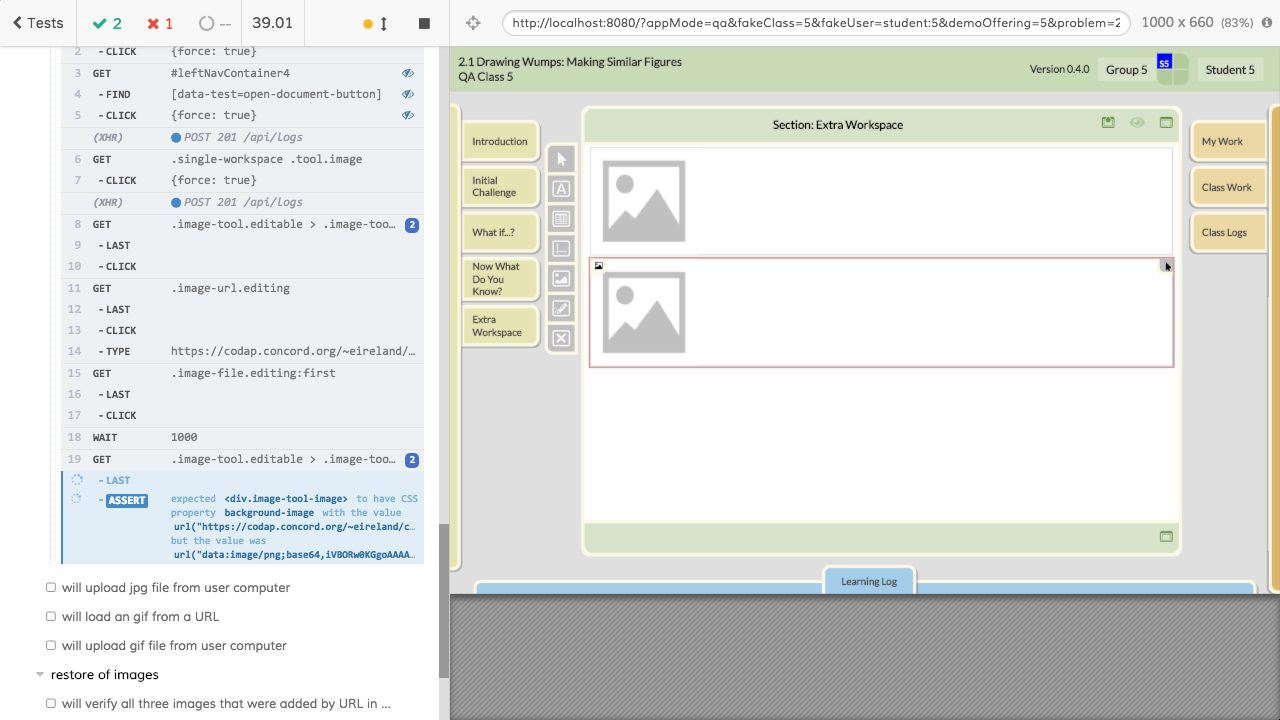 Tests
2
1
--
39.01
http://localhost:8080/?appMode=qa&fakeClass=5&fakeUser=student:5&demoOffering=5&problem=2
1000 x 660 (83%)
2 -CLICK {force: true}
3 GET #leftNavContainer4
4 -FIND [data-test=open-document-button]
5 -CLICK {force: true}
(XHR) POST 201 /api/logs
6 GET .single-workspace .tool.image
7 -CLICK {force: true}
(XHR) POST 201 /api/logs
8 GET .image-tool.editable > .image-too… 2
9 -LAST
10 -CLICK
11 GET .image-url.editing
12 -LAST
13 -CLICK
14 -TYPE https://codap.concord.org/~eireland/…
15 GET .image-file.editing:first
16 -LAST
17 -CLICK
18 WAIT 1000
19 GET .image-tool.editable > .image-too… 2
-LAST
-ASSERT expected <div.image-tool-image> to have CSS
property background-image with the value
url("https://codap.concord.org/~eireland/c…
but the value was
url("data:image/png;base64,iVBORw0KGgoAAAA…
will upload jpg file from user computer
will load an gif from a URL
will upload gif file from user computer
restore of images
will verify all three images that were added by URL in ...
2.1 Drawing Wumps: Making Similar Figures
QA Class 5
Version 0.4.0
Group 5
S5
Student 5
Introduction
Initial
Challenge
What if...?
Now What
Do You
Know?
Extra
Workspace
A
Section: Extra Workspace
My Work
Class Work
Class Logs
Learning Log